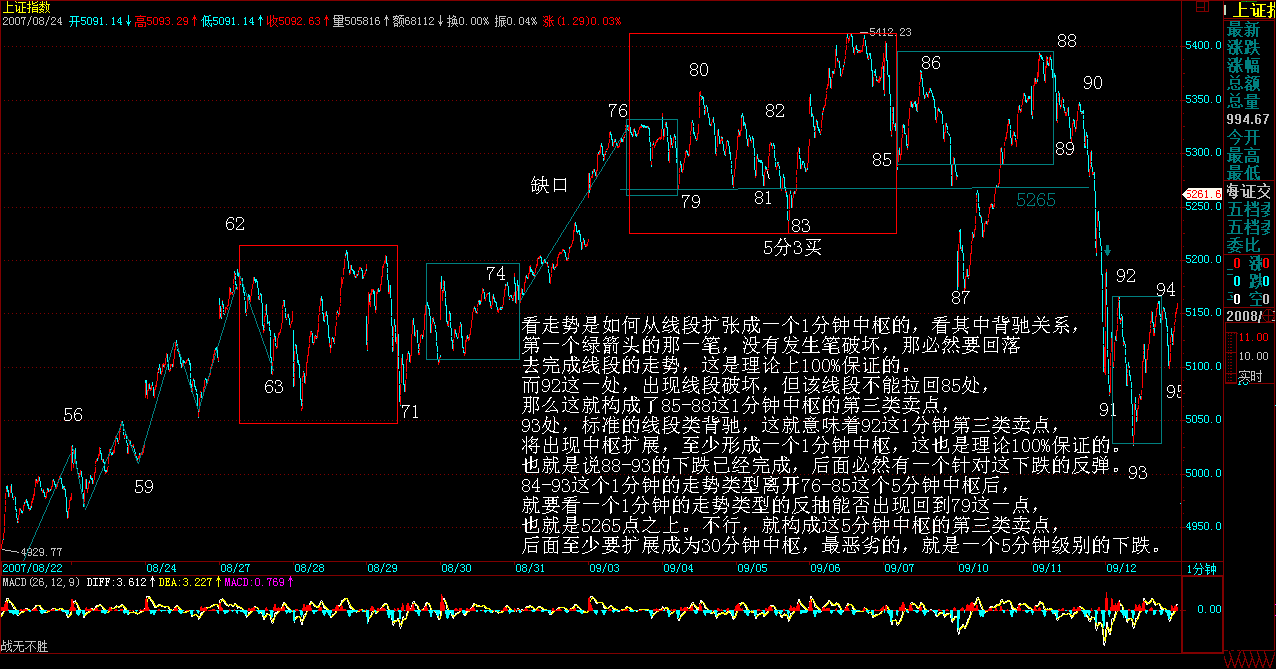 上证指数
2007/08/24 开5091.14↓高5093.29↑低5091.14↑收5092.83↑量505816↑额68112↓换0.00% 振0.04% 涨(1.29)0.03%
上证指
5412.23
5400.0
5350.0
5300.0
5261.6
5250.0
5200.0
5150.0
5100.0
5050.0
5000.0
4950.0
最新
涨跌
涨幅
总额
总量
994.67
今开
最高
最低
海证交
五档
五档
委比
0 涨0
0 跌0
0 空0
2008/
11.00
10.00
实时
56
59
62
63
71
74
76
79
80
81
82
83
85
86
87
88
89
90
91
92
93
94
95
缺口
5分3买
5265
看走势是如何从线段扩张成一个1分钟中枢的，看其中背驰关系，
第一个绿箭头的那一笔，没有发生笔破坏，那必然要回落
去完成线段的走势，这是理论上100%保证的。
而92这一处，出现线段破坏，但该线段不能拉回85处，
那么这就构成了85-88这1分钟中枢的第三类卖点，
93处，标准的线段类背驰，这就意味着92这1分钟第三类卖点，
将出现中枢扩展，至少形成一个1分钟中枢，这也是理论100%保证的。
也就是说88-93的下跌已经完成，后面必然有一个针对这下跌的反弹。
84-93这个1分钟的走势类型离开76-85这个5分钟中枢后，
就要看一个1分钟的走势类型的反抽能否出现回到79这一点，
也就是5265点之上。不行，就构成这5分钟中枢的第三类卖点，
后面至少要扩展成为30分钟中枢，最恶劣的，就是一个5分钟级别的下跌。
4929.77
2007/08/22 08/24 08/27 08/28 08/29 08/30 08/31 09/03 09/04 09/05 09/06 09/07 09/10 09/11 09/12 1分钟
MACD(26,12,9) DIFF:3.612↑DEA:3.227↑MACD:0.769↑
0.00
战无不胜